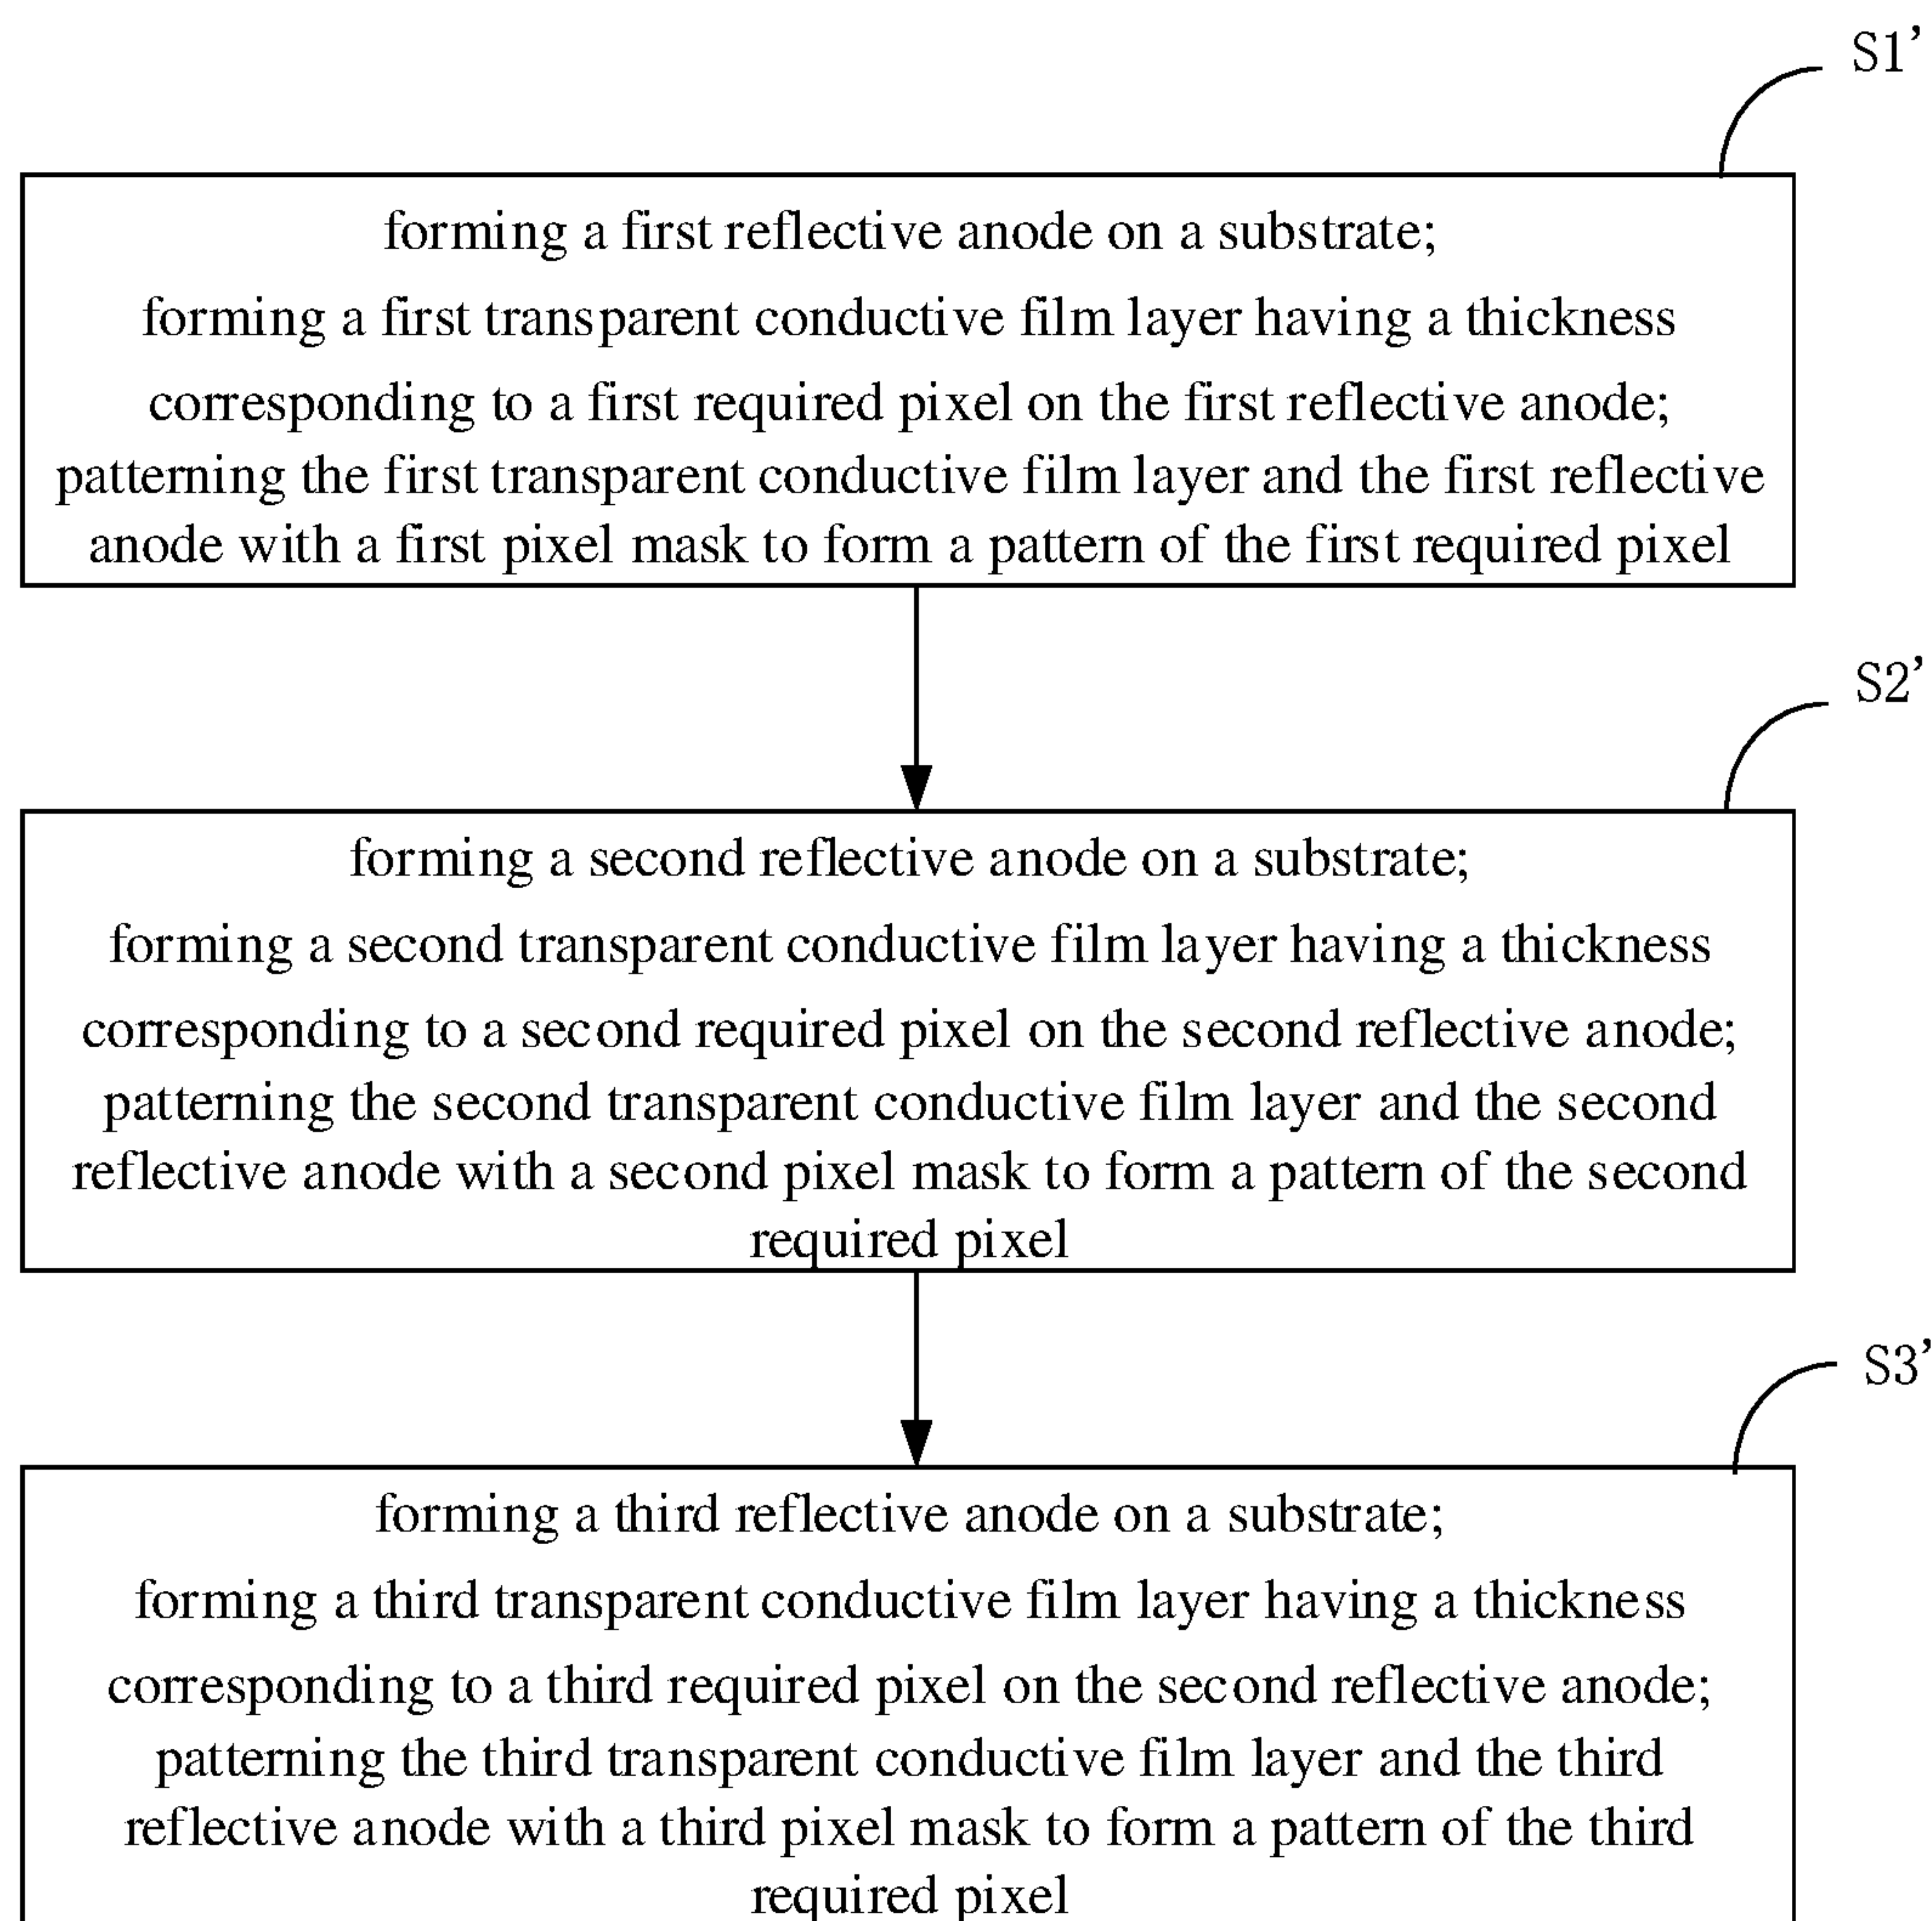 S1’
forming a first reflective anode on a substrate;
forming a first transparent conductive film layer having a thickness
corresponding to a first required pixel on the first reflective anode;
patterning the first transparent conductive film layer and the first reflective
anode with a first pixel mask to form a pattern of the first required pixel
S2’
forming a second reflective anode on a substrate;
forming a second transparent conductive film layer having a thickness
corresponding to a second required pixel on the second reflective anode;
patterning the second transparent conductive film layer and the second
reflective anode with a second pixel mask to form a pattern of the second
required pixel
S3’
forming a third reflective anode on a substrate;
forming a third transparent conductive film layer having a thickness
corresponding to a third required pixel on the second reflective anode;
patterning the third transparent conductive film layer and the third
reflective anode with a third pixel mask to form a pattern of the third
required pixel